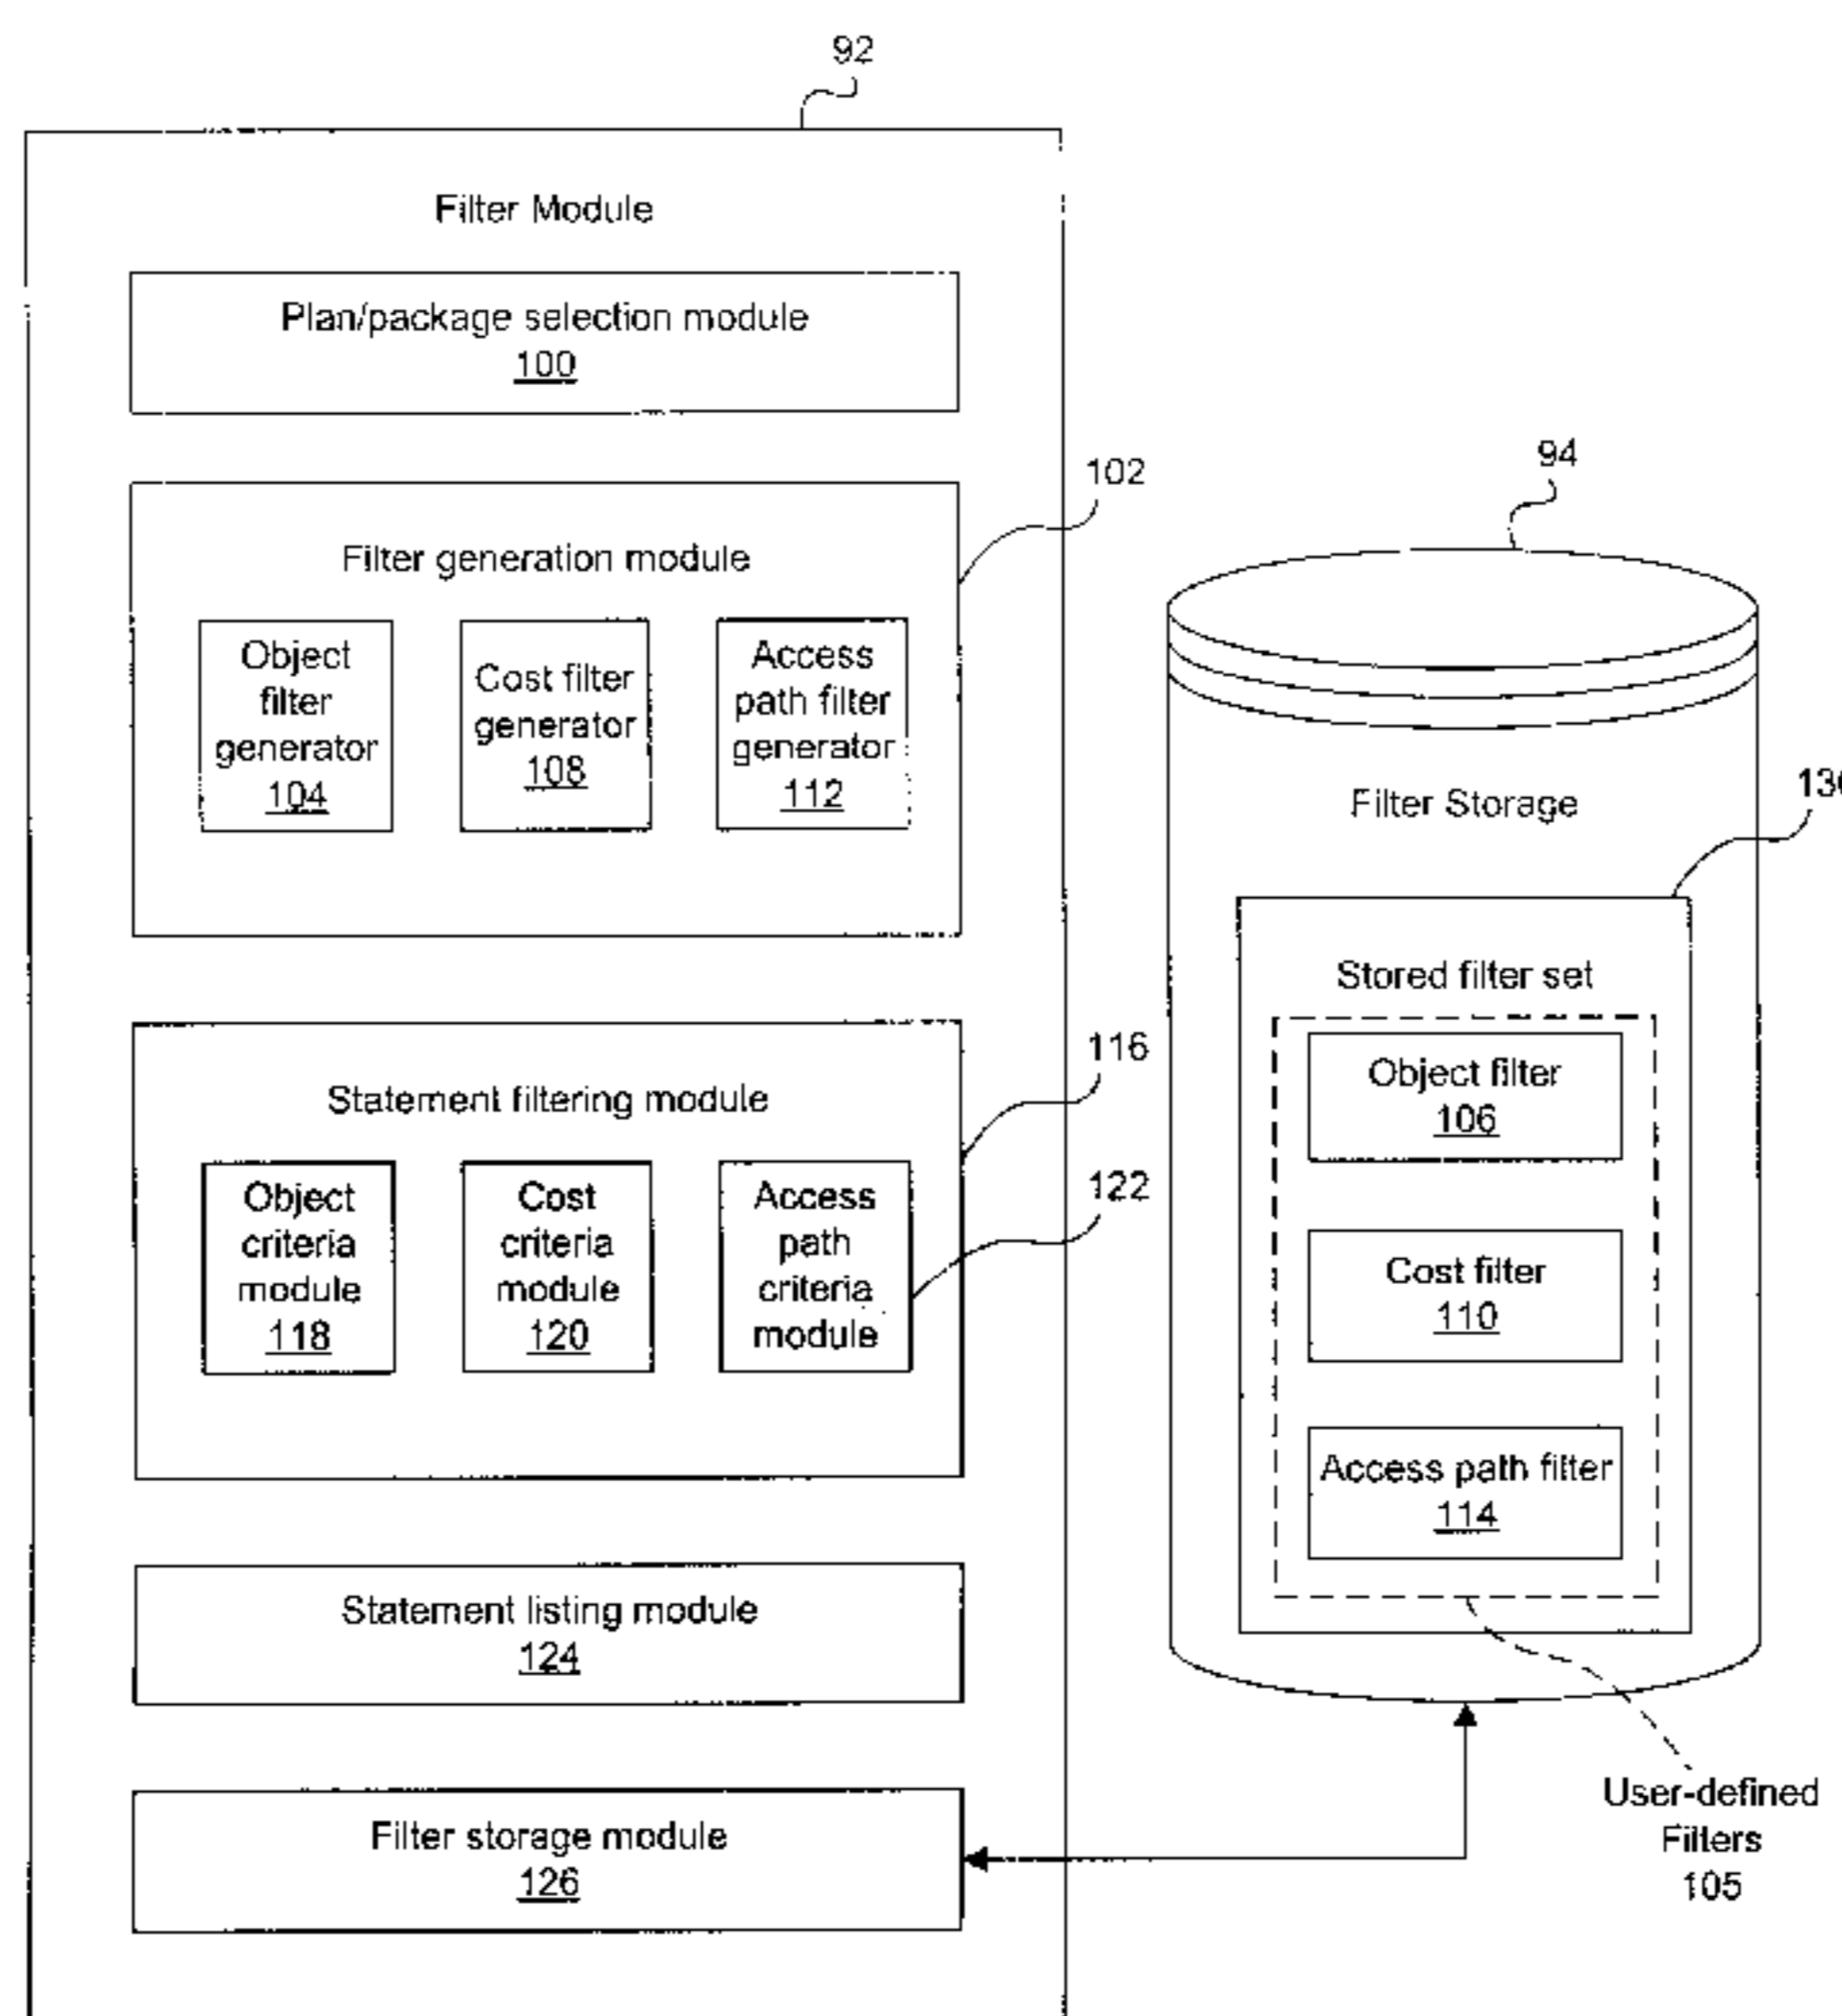 92
Filter Module
Plan/package selection module
100
102
Filter generation module
Object
filter
generator
104
Cost filter
generator
108
Access
path filter
generator
112
116
Statement filtering module
Object
criteria
module
118
Cost
criteria
module
120
Access
path
criteria
module
122
Statement listing module
124
Filter storage module
126
94
Filter Storage
Stored filter set
Object filter
106
Cost filter
110
Access path filter
114
User-defined
Filters
105